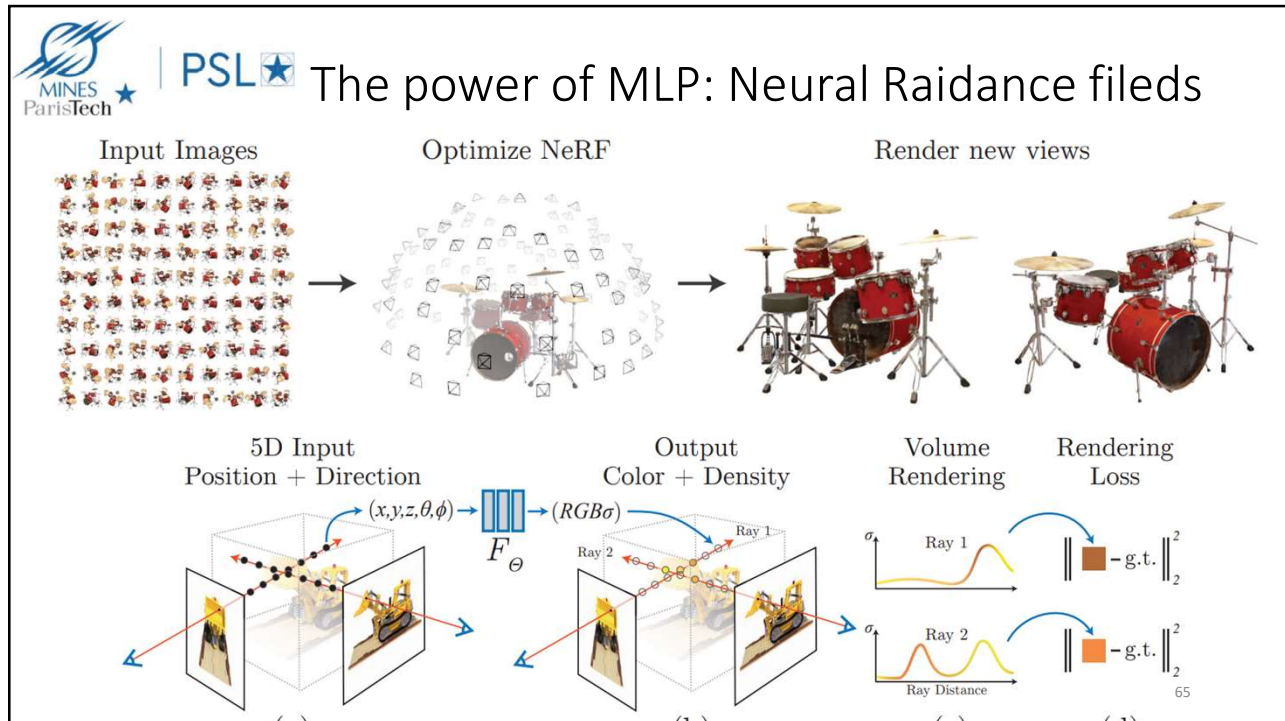 MINES
ParisTech
PSL
The power of MLP: Neural Raidance fileds
Input Images
Optimize NeRF
Render new views
5D Input
Position + Direction
Output
Color + Density
Volume
Rendering
Rendering
Loss
(x,y,z,θ,ϕ)
F_Θ
(RGBσ)
Ray 1
Ray 2
σ
Ray 1
‖ - g.t. ‖₂²
σ
Ray 2
‖ - g.t. ‖₂²
Ray Distance
65